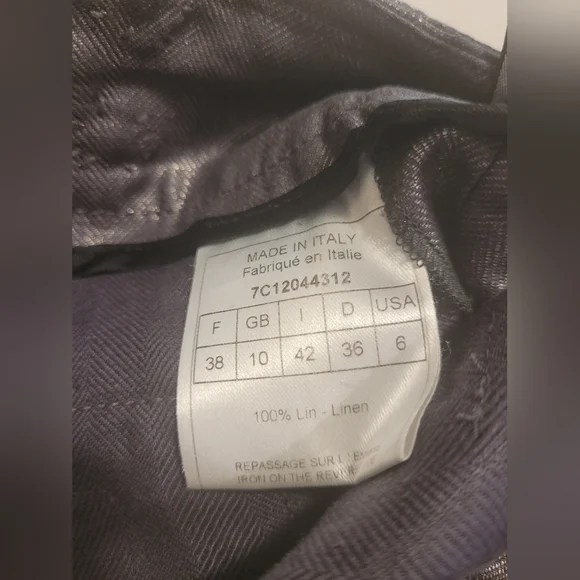 MADE IN ITALY
Fabriqué en Italie
7C12044312
F GB I D USA
38 10 42 36 6
100% Lin - Linen
REPASSAGE SUR
IRON ON THE